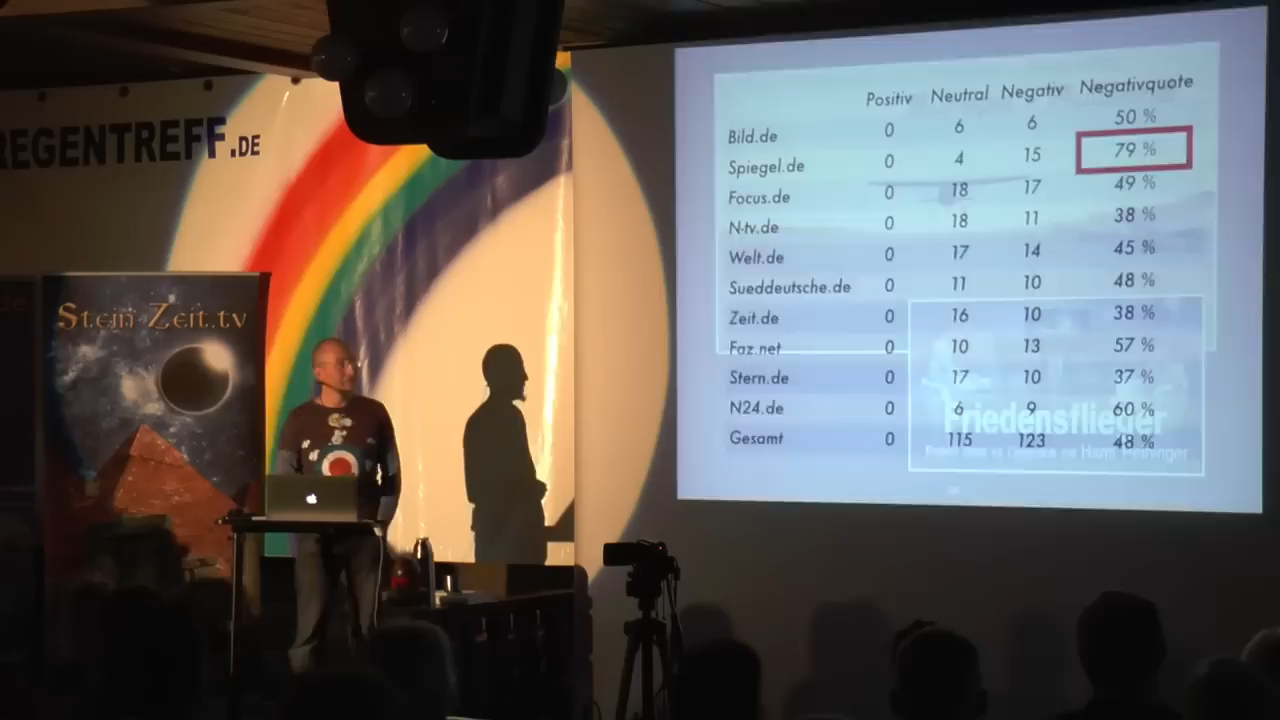 REGENTREFF.DE
Stein-Zeit.tv
Positiv Neutral Negativ Negativquote
Bild.de 0 6 6 50 %
Spiegel.de 0 4 15 79 %
Focus.de 0 18 17 49 %
N-tv.de 0 18 11 38 %
Welt.de 0 17 14 45 %
Sueddeutsche.de 0 11 10 48 %
Zeit.de 0 16 10 38 %
Faz.net 0 10 13 57 %
Stern.de 0 17 10 37 %
N24.de 0 6 9 60 %
Gesamt 0 115 123 48 %
Friedensflieger